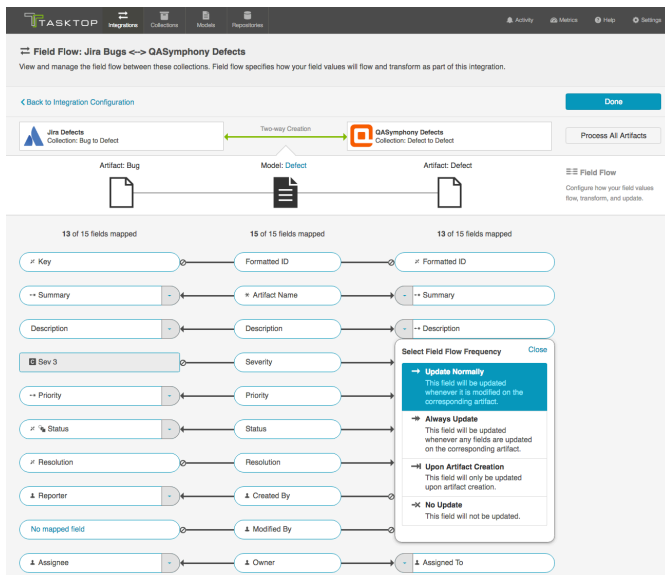 TASKTOP
Integrations
Collections
Models
Repositories
Activity
Metrics
Help
Settings
Field Flow: Jira Bugs <--> QASymphony Defects
View and manage the field flow between these collections. Field flow specifies how your field values will flow and transform as part of this integration.
Back to Integration Configuration
Done
Jira Defects
Collection: Bug to Defect
Two-way Creation
QASymphony Defects
Collection: Defect to Defect
Process All Artifacts
Artifact: Bug
Model: Defect
Artifact: Defect
Field Flow
Configure how your field values
flow, transform, and update.
13 of 15 fields mapped
15 of 15 fields mapped
13 of 15 fields mapped
Key
Formatted ID
Formatted ID
Summary
Artifact Name
Summary
Description
Description
Description
C Sev 3
Severity
Priority
Priority
Status
Status
Resolution
Resolution
Reporter
Created By
No mapped field
Modified By
Assignee
Owner
Assigned To
Select Field Flow Frequency
Close
Update Normally
This field will be updated
whenever it is modified on the
corresponding artifact.
Always Update
This field will be updated
whenever any fields are updated
on the corresponding artifact.
Upon Artifact Creation
This field will only be updated
upon artifact creation.
No Update
This field will not be updated.